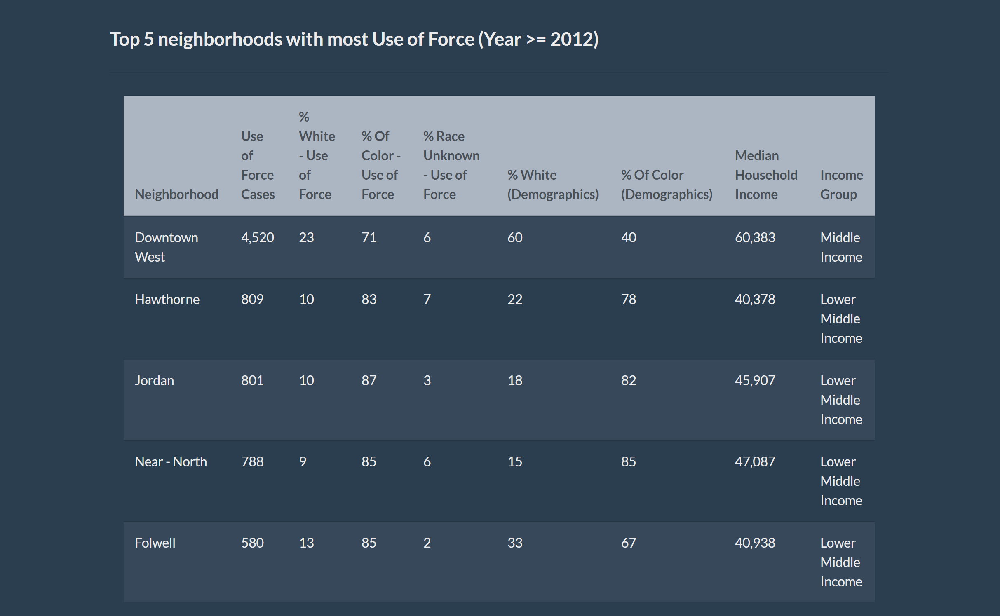 Top 5 neighborhoods with most Use of Force (Year >= 2012)
Neighborhood
Use
of
Force
Cases
%
White
- Use
of
Force
% Of
Color -
Use of
Force
% Race
Unknown
- Use of
Force
% White
(Demographics)
% Of Color
(Demographics)
Median
Household
Income
Income
Group
Downtown
West
4,520
23
71
6
60
40
60,383
Middle
Income
Hawthorne
809
10
83
7
22
78
40,378
Lower
Middle
Income
Jordan
801
10
87
3
18
82
45,907
Lower
Middle
Income
Near - North
788
9
85
6
15
85
47,087
Lower
Middle
Income
Folwell
580
13
85
2
33
67
40,938
Lower
Middle
Income